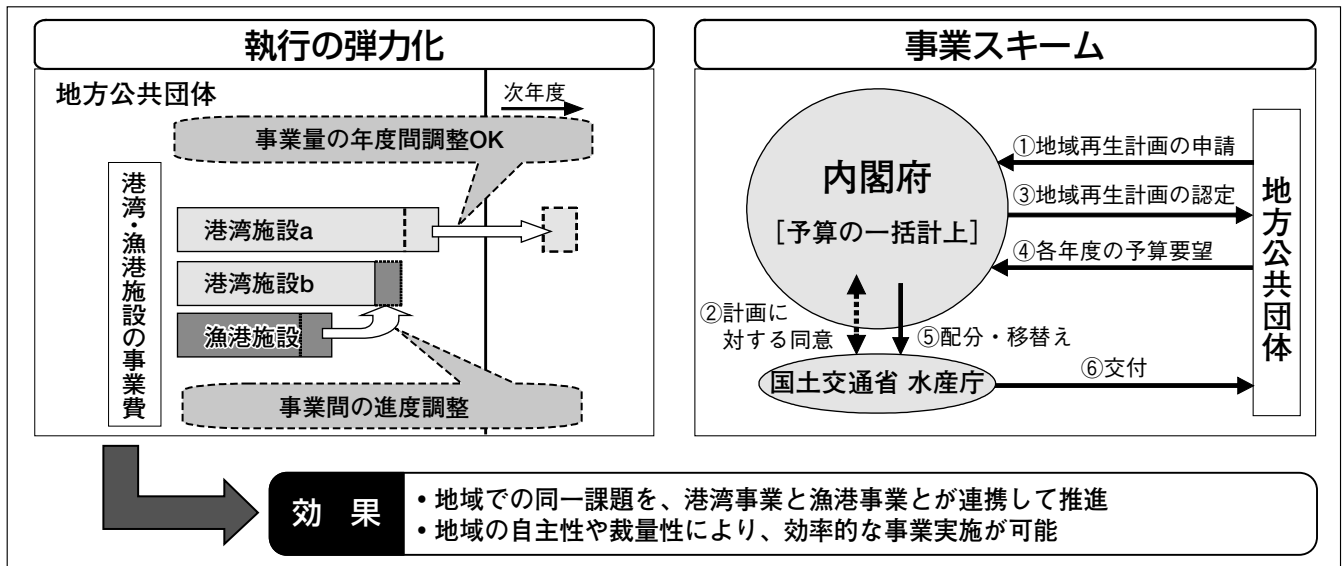 執行の弾力化
地方公共団体
次年度
事業量の年度間調整OK
港湾・漁港施設の事業費
港湾施設a
港湾施設b
漁港施設
事業間の進度調整
事業スキーム
内閣府
［予算の一括計上］
①地域再生計画の申請
③地域再生計画の認定
④各年度の予算要望
地方公共団体
②計画に
対する同意
⑤配分・移替え
国土交通省 水産庁
⑥交付
効 果
・地域での同一課題を、港湾事業と漁港事業とが連携して推進
・地域の自主性や裁量性により、効率的な事業実施が可能